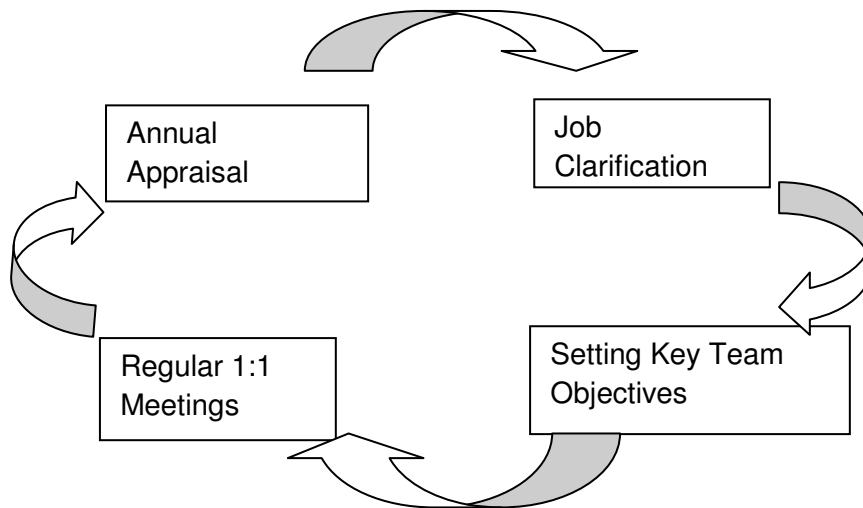 Annual
Appraisal
Job
Clarification
Regular 1:1
Meetings
Setting Key Team
Objectives